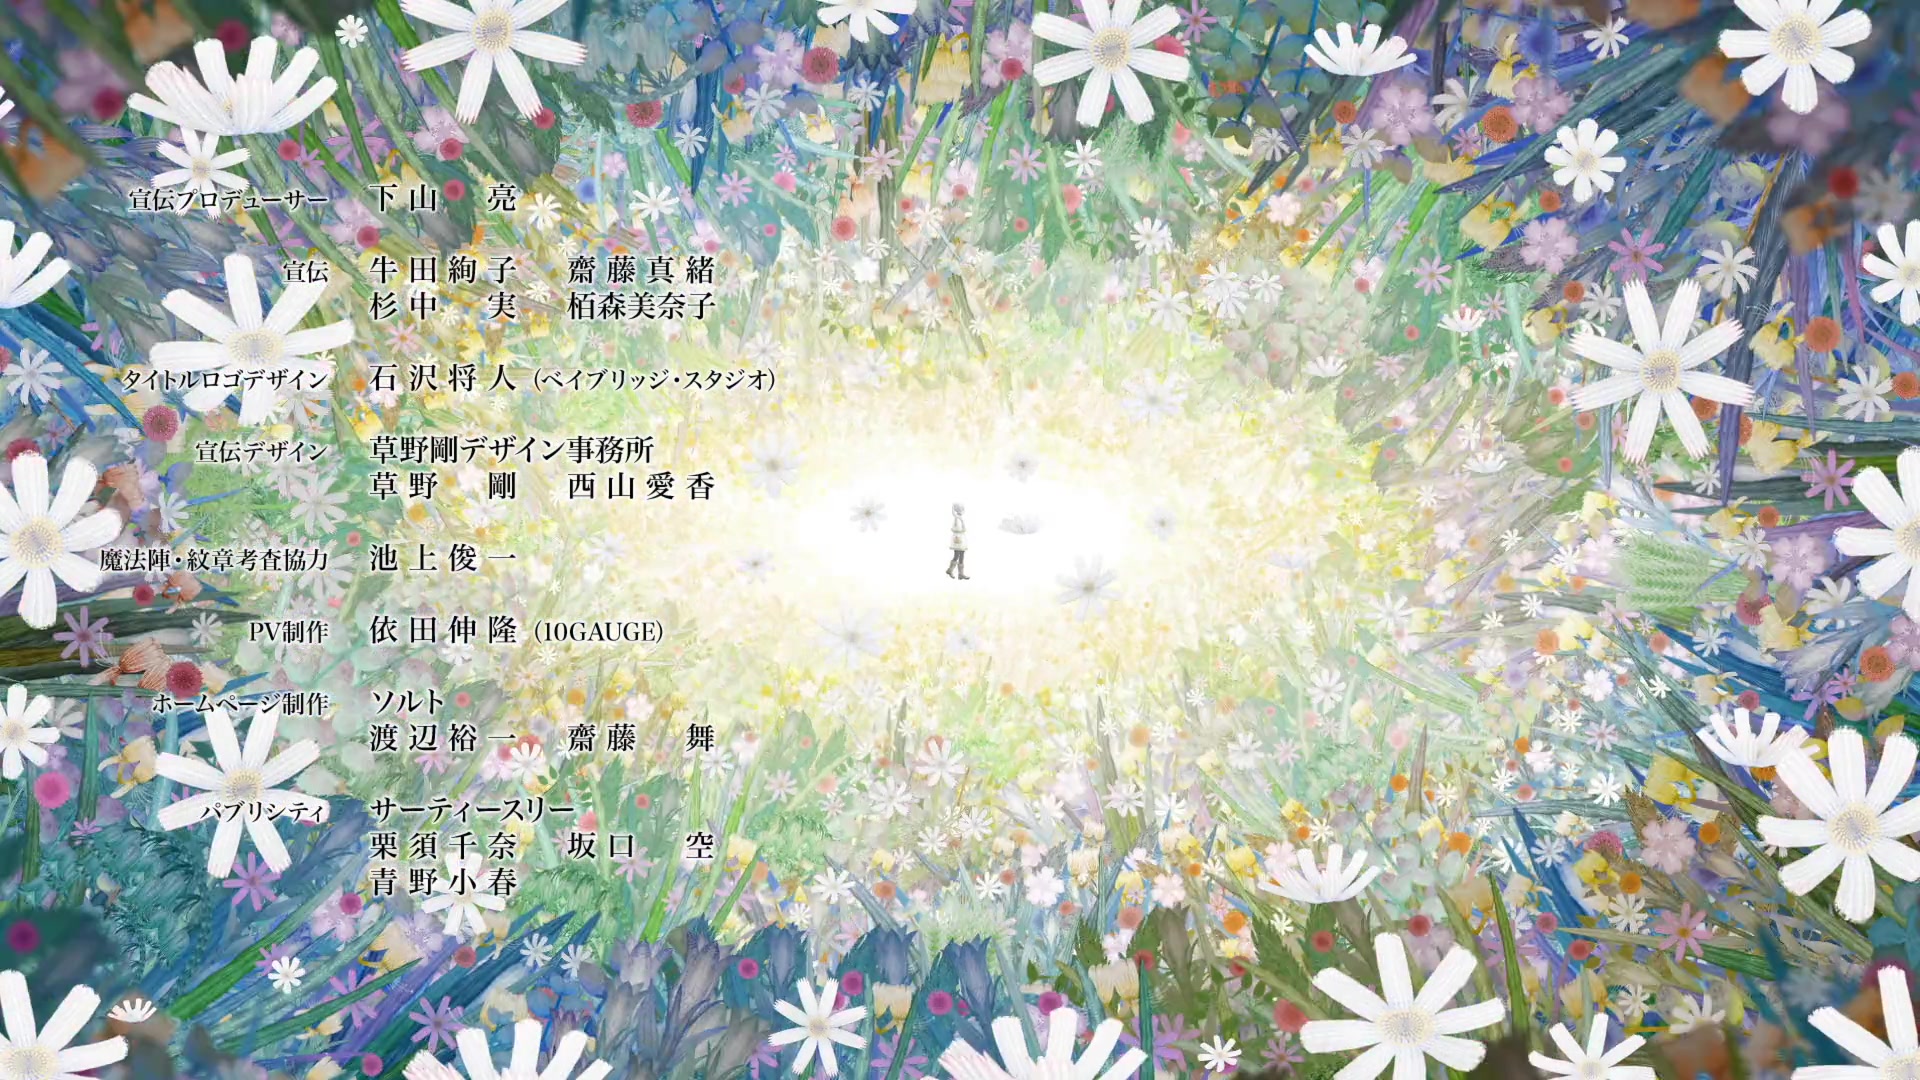 宣伝プロデューサー 下山 亮
宣伝 牛田絢子 齋藤真緒
杉中 実 栢森美奈子
タイトルロゴデザイン 石沢将人(ベイブリッジ・スタジオ)
宣伝デザイン 草野剛デザイン事務所
草野 剛 西山愛香
魔法陣・紋章考査協力 池上俊一
PV制作 依田伸隆(10GAUGE)
ホームページ制作 ソルト
渡辺裕一 齋藤 舞
パブリシティ サーティースリー
栗須千奈 坂口 空
青野小春